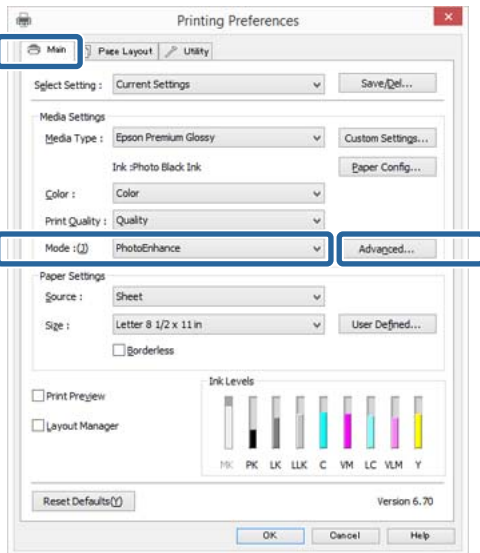 Printing Preferences
Main Page Layout Utility
Select Setting : Current Settings Save/Del...
Media Settings
Media Type : Epson Premium Glossy Custom Settings...
Ink :Photo Black Ink Paper Config...
Color : Color
Print Quality : Quality
Mode :(J) PhotoEnhance Advanced...
Paper Settings
Source : Sheet
Size : Letter 8 1/2 x 11 in User Defined...
Borderless
Ink Levels
Print Preview
Layout Manager
MK PK LK LLK C VM LC VLM Y
Reset Defaults(Y) Version 6.70
OK Cancel Help